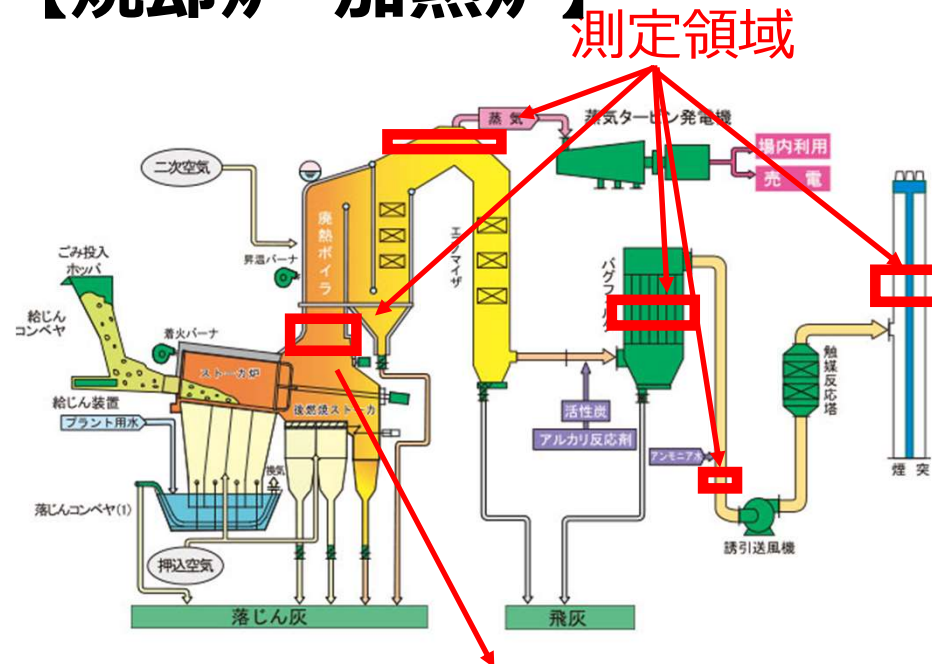 【焼却炉・加熱炉】
測定領域
蒸気
蒸気タービン発電機
場内利用
売電
二次空気
廃熱ボイラ
昇温バーナ
エコノマイザ
ごみ投入
ホッパ
給じん
コンベヤ
着火バーナ
ストーカ炉
後燃焼ストーカ
給じん装置
プラント用水
換気
落じんコンベヤ(1)
押込空気
落じん灰
飛灰
活性炭
アルカリ反応剤
バグフィルタ
アンモニア水
誘引送風機
触媒反応塔
煙突